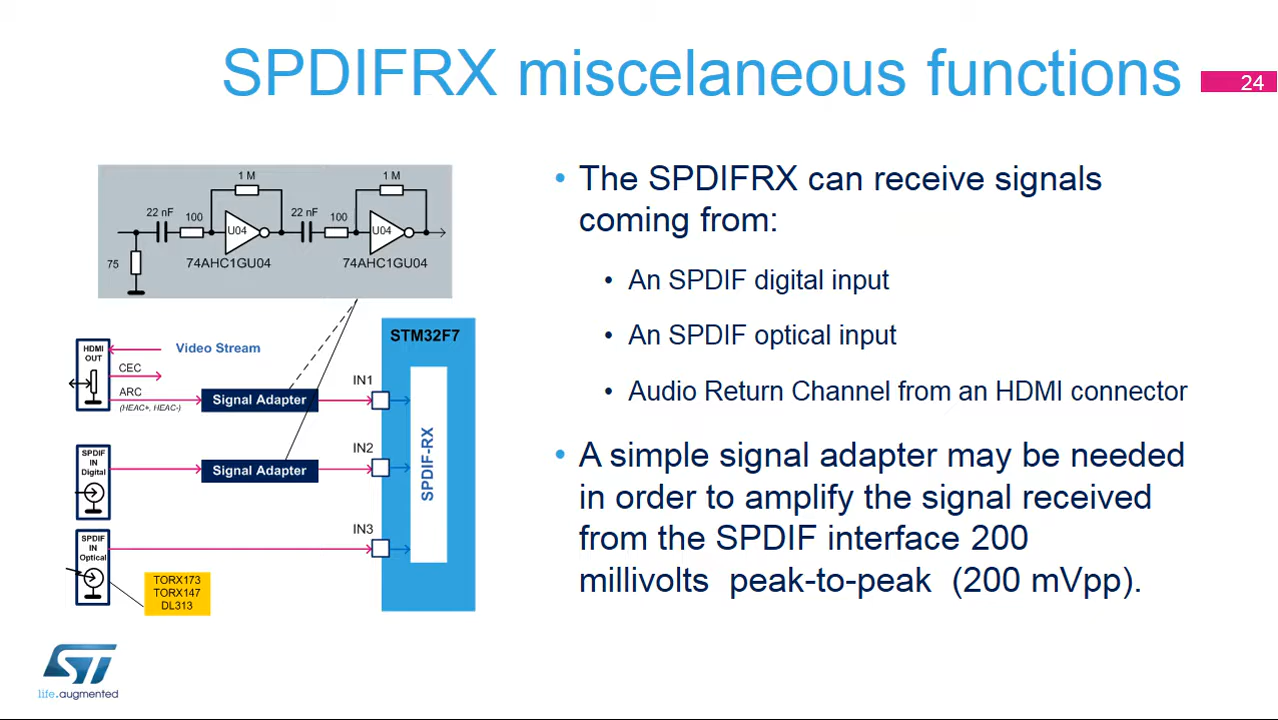 SPDIFRX miscelaneous functions
24
1 M
1 M
22 nF
100
22 nF
100
U04
U04
75
74AHC1GU04
74AHC1GU04
HDMI
OUT
Video Stream
CEC
ARC
(HEAC+, HEAC-)
Signal Adapter
STM32F7
IN1
SPDIF
IN
Digital
Signal Adapter
IN2
SPDIF-RX
SPDIF
IN
Optical
IN3
TORX173
TORX147
DL313
• The SPDIFRX can receive signals
coming from:
• An SPDIF digital input
• An SPDIF optical input
• Audio Return Channel from an HDMI connector
• A simple signal adapter may be needed
in order to amplify the signal received
from the SPDIF interface 200
millivolts peak-to-peak (200 mVpp).
ST
life.augmented